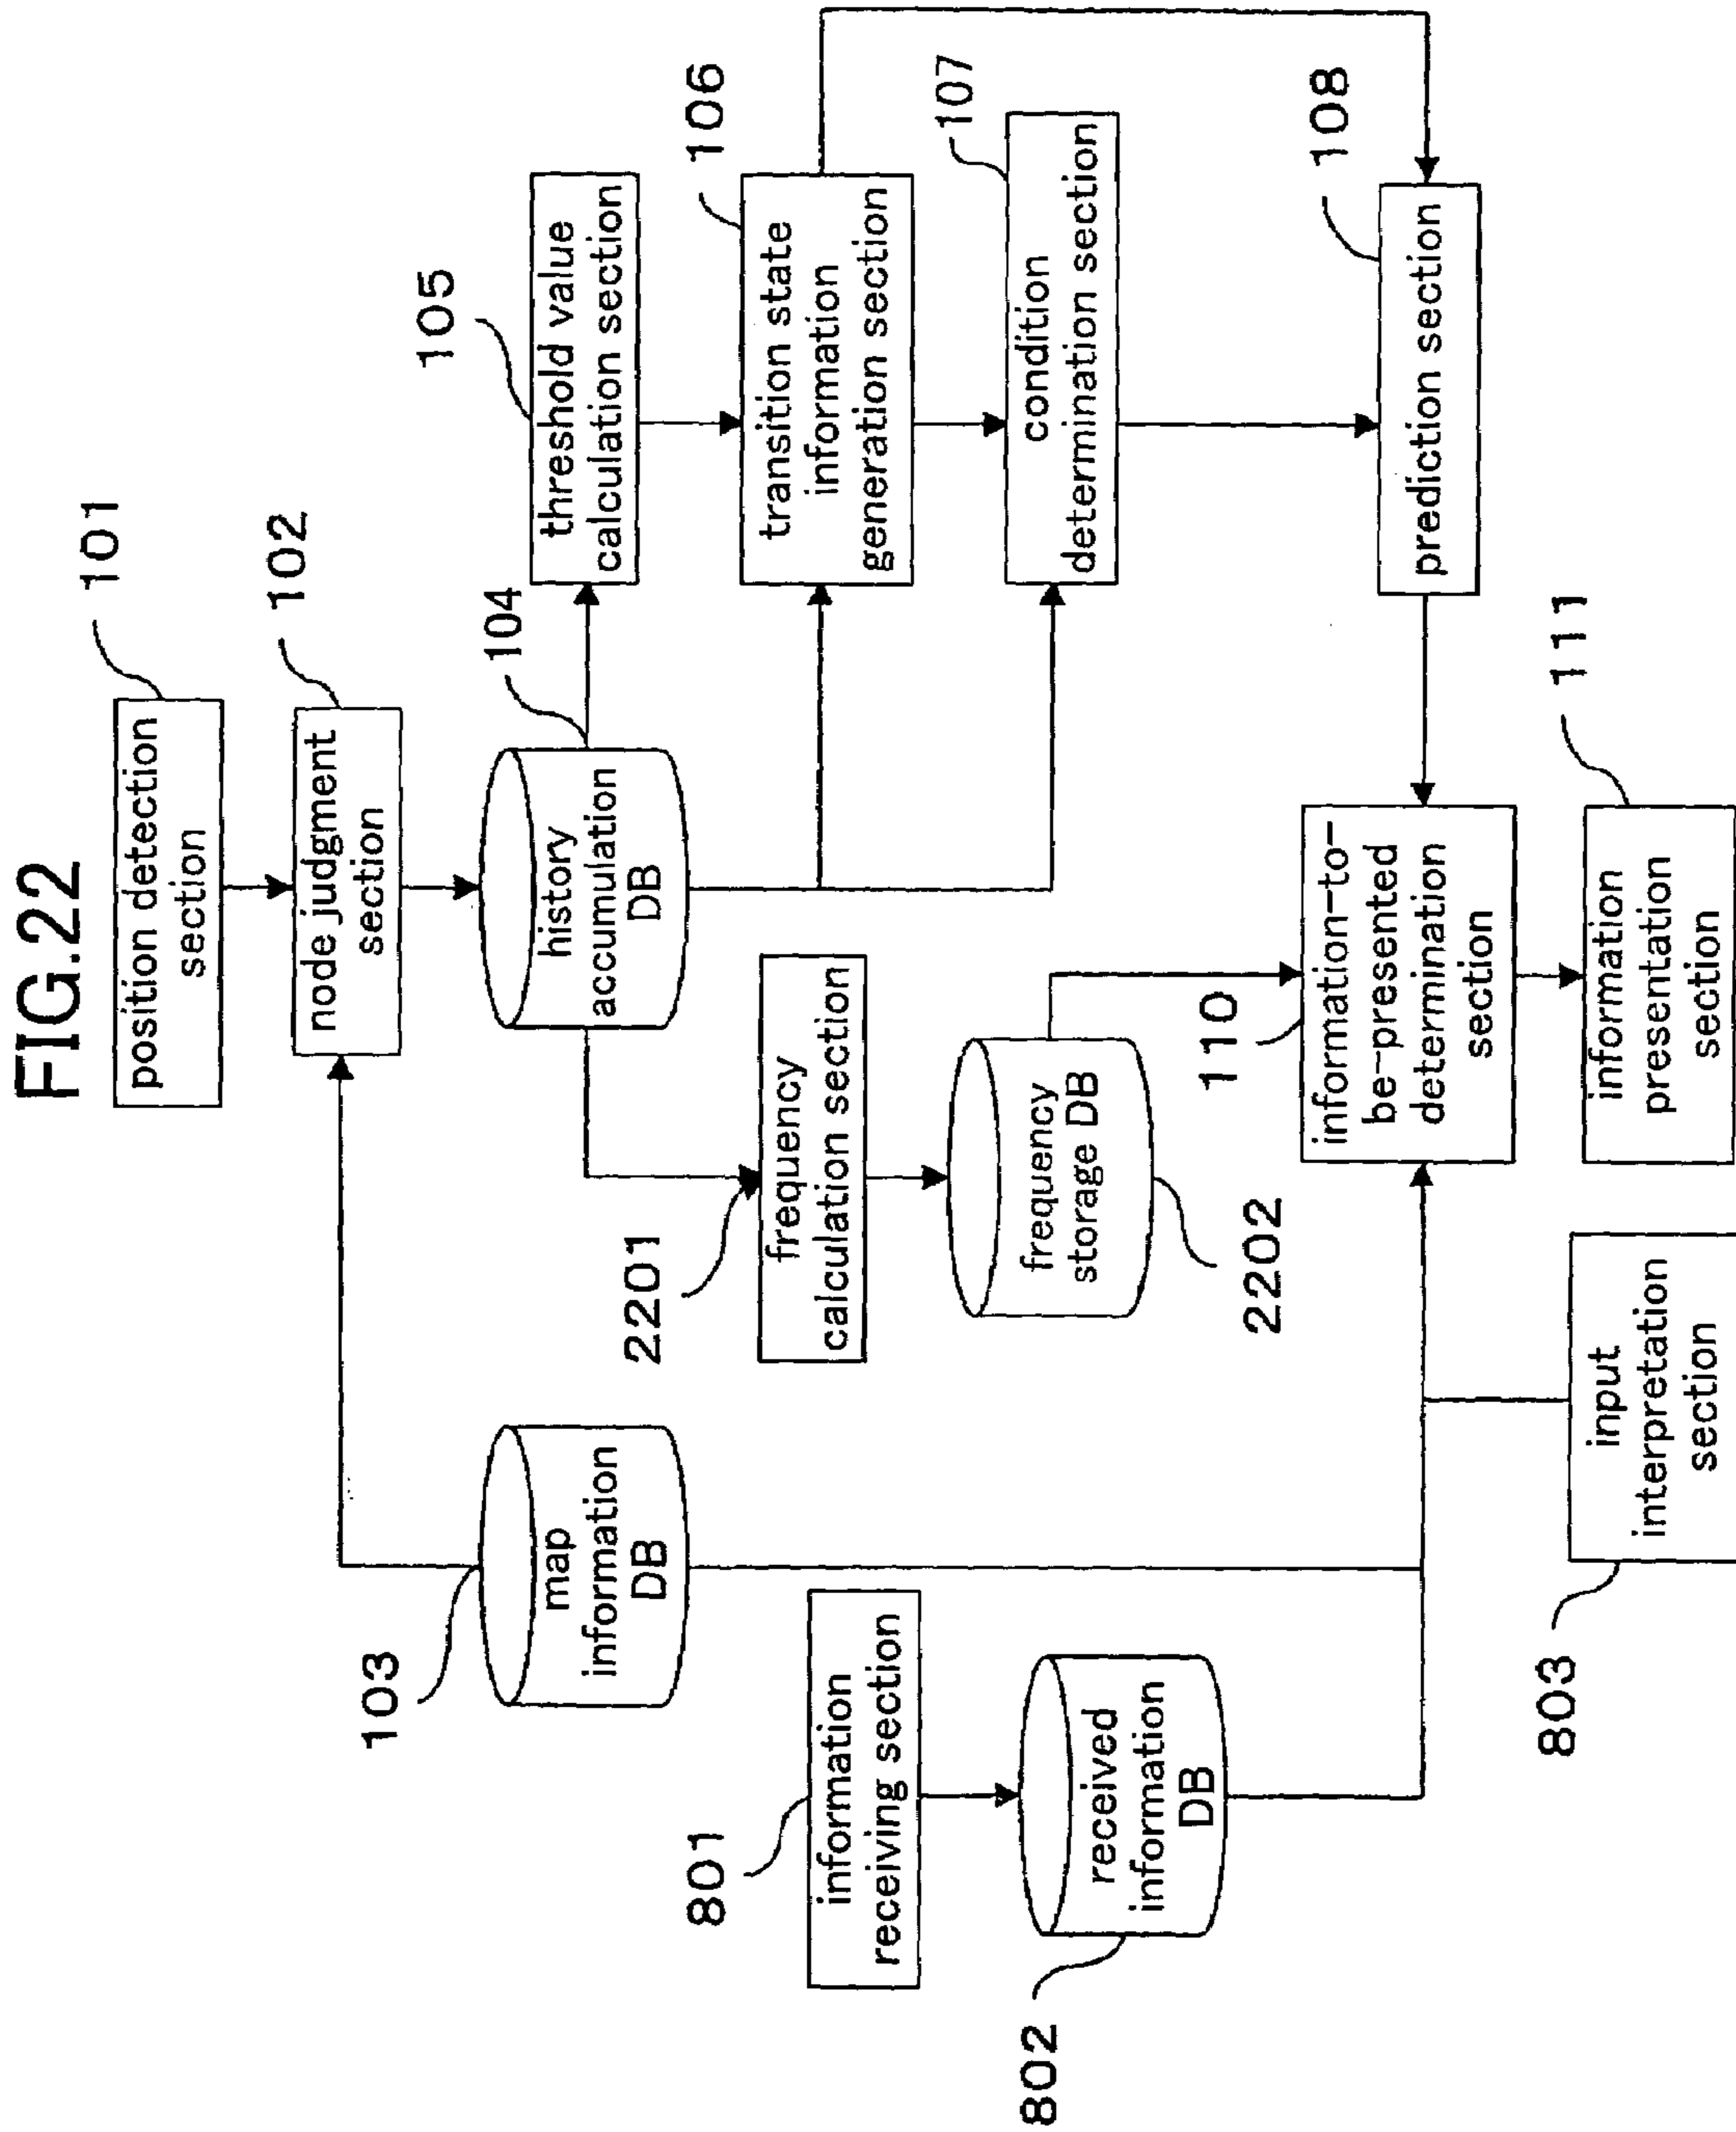 FIG.22
101
position detection
section
102
node judgment
section
103
map
information
DB
104
history
accumulation
DB
105
threshold value
calculation section
106
transition state
information
generation section
107
condition
determination section
108
prediction section
2201
frequency
calculation section
2202
frequency
storage DB
801
information
receiving section
802
received
information
DB
110
information-to-
be-presented
determination
section
111
information
presentation
section
803
input
interpretation
section